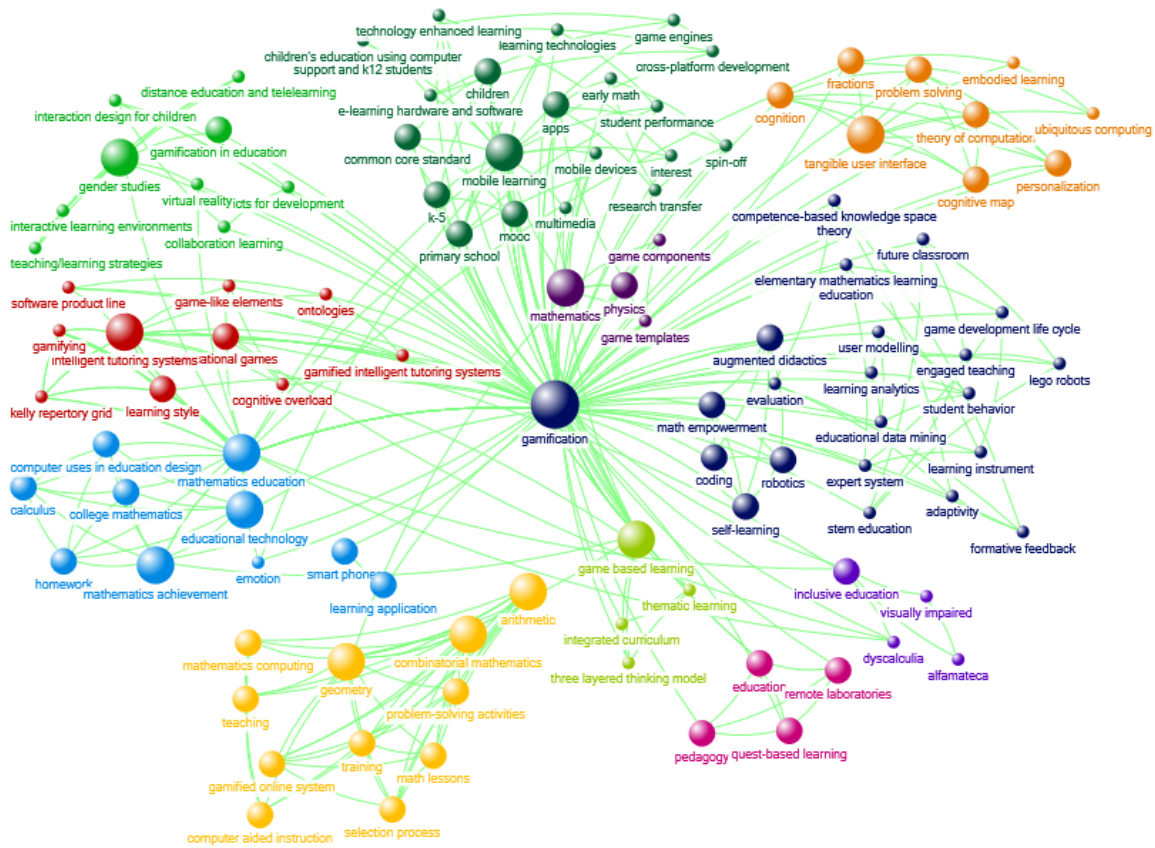 technology enhanced learning
learning technologies
game engines
children's education using computer
support and k12 students
cross-platform development
children
e-learning hardware and software
early math
apps
student performance
common core standard
mobile learning
mobile devices
interest
spin-off
k-5
research transfer
multimedia
mooc
primary school
distance education and telelearning
interaction design for children
gamification in education
gender studies
virtual reality
icts for development
interactive learning environments
collaboration learning
teaching/learning strategies
fractions
problem solving
embodied learning
cognition
theory of computation
ubiquitous computing
tangible user interface
cognitive map
personalization
game components
mathematics
physics
game templates
competence-based knowledge space
theory
future classroom
elementary mathematics learning
education
game development life cycle
augmented didactics
user modelling
engaged teaching
lego robots
evaluation
learning analytics
student behavior
math empowerment
educational data mining
learning instrument
coding
robotics
expert system
adaptivity
self-learning
stem education
formative feedback
gamification
software product line
game-like elements
ontologies
gamifying
intelligent tutoring systems
ational games
gamified intelligent tutoring systems
kelly repertory grid
learning style
cognitive overload
computer uses in education design
mathematics education
calculus
college mathematics
educational technology
homework
mathematics achievement
emotion
smart phones
learning application
game based learning
thematic learning
integrated curriculum
three layered thinking model
inclusive education
visually impaired
dyscalculia
alfamateca
education
remote laboratories
pedagogy
quest-based learning
arithmetic
mathematics computing
combinatorial mathematics
geometry
teaching
problem-solving activities
training
math lessons
gamified online system
computer aided instruction
selection process